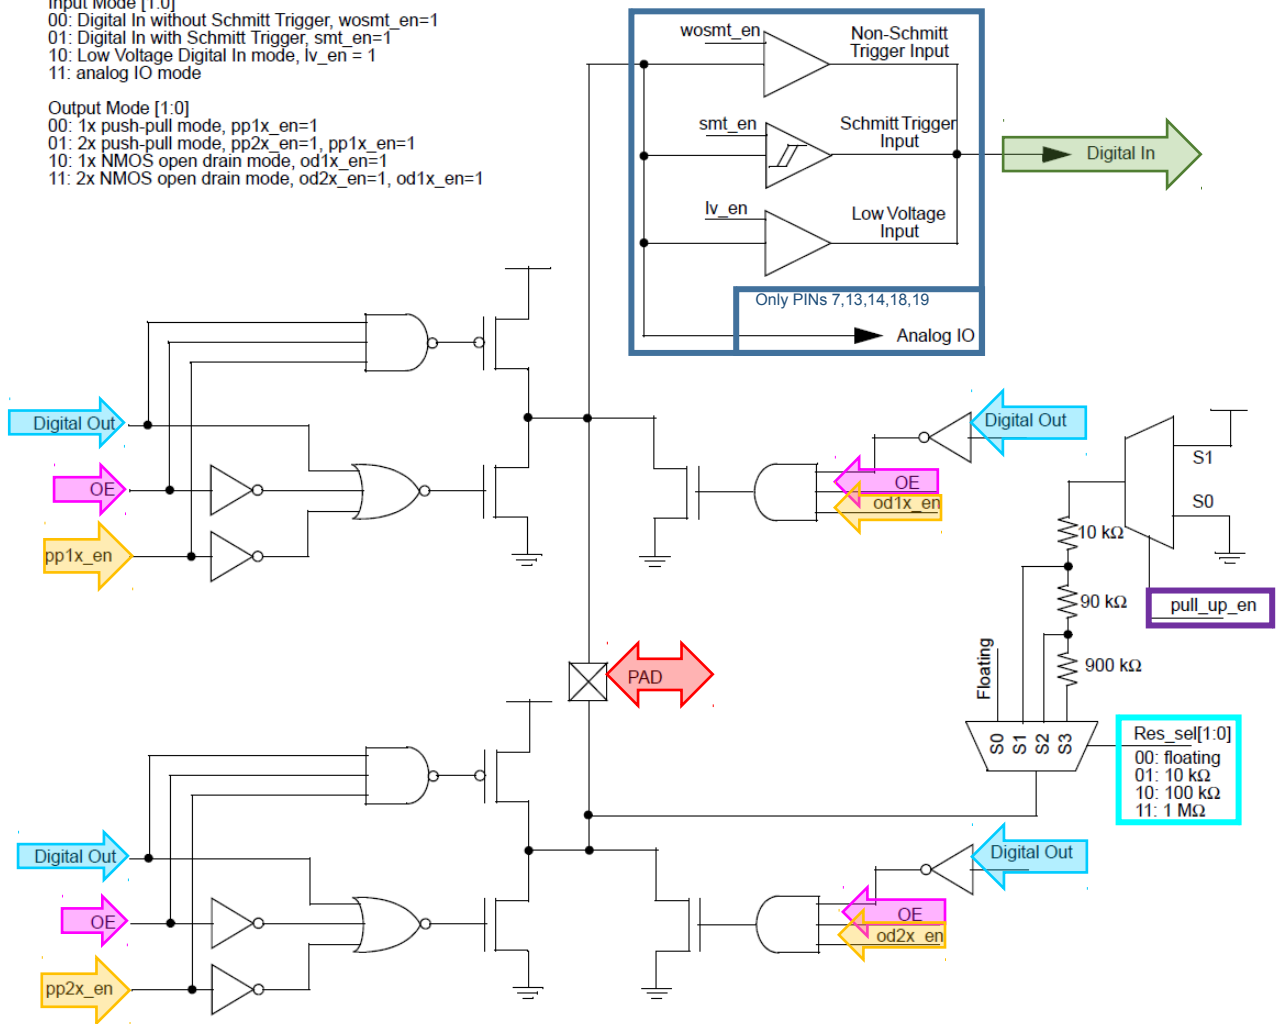 Input Mode [1:0]
00: Digital In without Schmitt Trigger, wosmt_en=1
01: Digital In with Schmitt Trigger, smt_en=1
10: Low Voltage Digital In mode, lv_en = 1
11: analog IO mode
Output Mode [1:0]
00: 1x push-pull mode, pp1x_en=1
01: 2x push-pull mode, pp2x_en=1, pp1x_en=1
10: 1x NMOS open drain mode, od1x_en=1
11: 2x NMOS open drain mode, od2x_en=1, od1x_en=1
wosmt_en
Non-Schmitt
Trigger Input
smt_en
Schmitt Trigger
Input
Digital In
lv_en
Low Voltage
Input
Only PINs 7,13,14,18,19
Analog IO
Digital Out
OE
pp1x_en
Digital Out
OE
od1x_en
S1
S0
10 kΩ
90 kΩ
900 kΩ
pull_up_en
PAD
Floating
S0
S1
S2
S3
Res_sel[1:0]
00: floating
01: 10 kΩ
10: 100 kΩ
11: 1 MΩ
Digital Out
OE
pp2x_en
Digital Out
OE
od2x_en